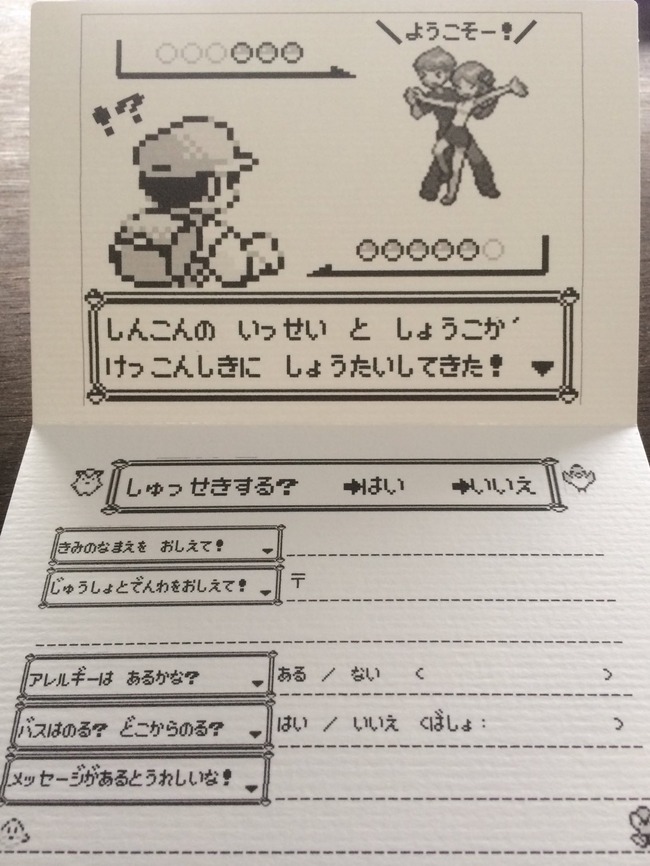 ＼ようこそー！／
！？
しんこんの いっせい と しょうこが
けっこんしきに しょうたいしてきた！ ▼
しゅっせきする？ ➡はい ➡いいえ
きみのなまえを おしえて！
じゅうしょとでんわをおしえて！ 〒
アレルギーは あるかな？ ある / ない 〈 〉
バスはのる？ どこからのる？ はい / いいえ 〈ばしょ： 〉
メッセージがあるとうれしいな！